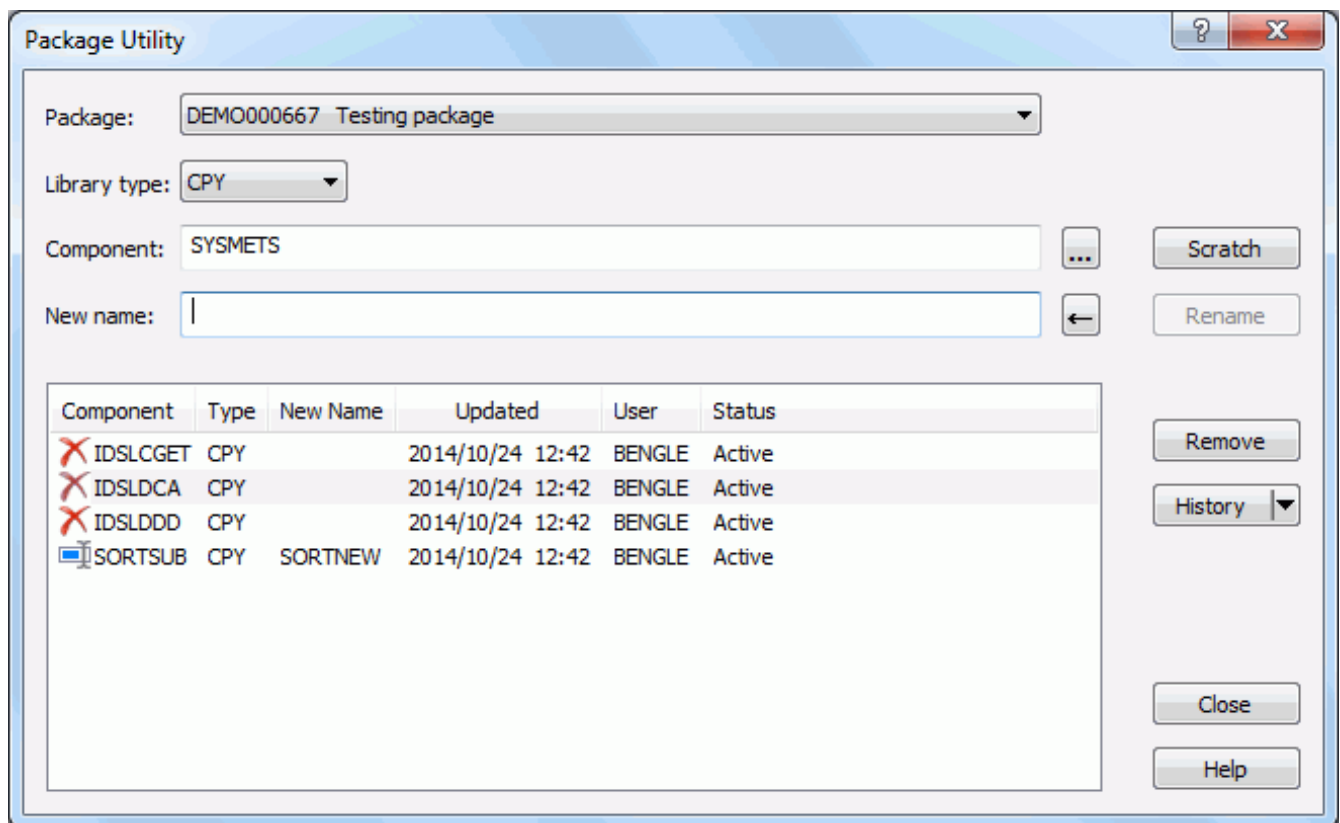 Package Utility
Package: DEMO000667 Testing package
Library type: CPY
Component: SYSMETS ... Scratch
New name: ← Rename
Component Type New Name Updated User Status
IDSLCGET CPY 2014/10/24 12:42 BENGLE Active
IDSLDCA CPY 2014/10/24 12:42 BENGLE Active
IDSLDDD CPY 2014/10/24 12:42 BENGLE Active
SORTSUB CPY SORTNEW 2014/10/24 12:42 BENGLE Active
Remove
History
Close
Help